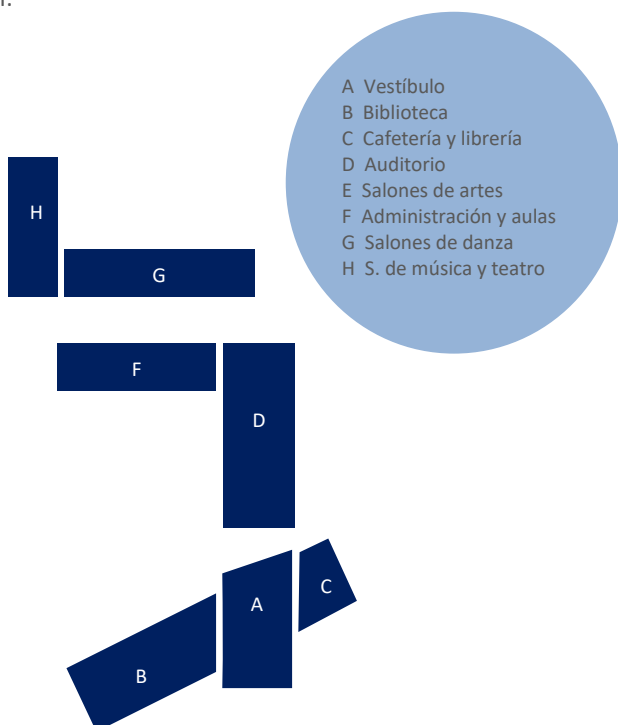 A Vestíbulo
B Biblioteca
C Cafetería y librería
D Auditorio
E Salones de artes
F Administración y aulas
G Salones de danza
H S. de música y teatro
H
G
F
D
A
C
B